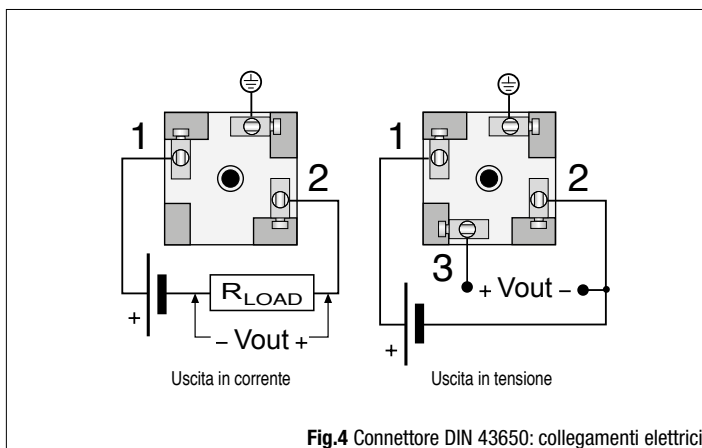 1
2
+
R_LOAD
– Vout +
Uscita in corrente
1
2
3
+ Vout –
+
Uscita in tensione
Fig.4 Connettore DIN 43650: collegamenti elettrici